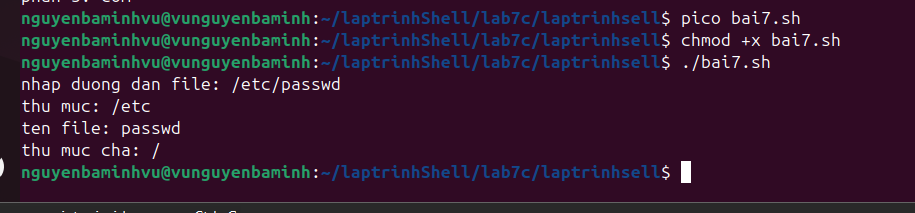 nguyenbaminhvu@vunguyenbaminh:~/laptrinhShell/lab7c/laptrinhsell$ pico bai7.sh
nguyenbaminhvu@vunguyenbaminh:~/laptrinhShell/lab7c/laptrinhsell$ chmod +x bai7.sh
nguyenbaminhvu@vunguyenbaminh:~/laptrinhShell/lab7c/laptrinhsell$ ./bai7.sh
nhap duong dan file: /etc/passwd
thu muc: /etc
ten file: passwd
thu muc cha: /
nguyenbaminhvu@vunguyenbaminh:~/laptrinhShell/lab7c/laptrinhsell$